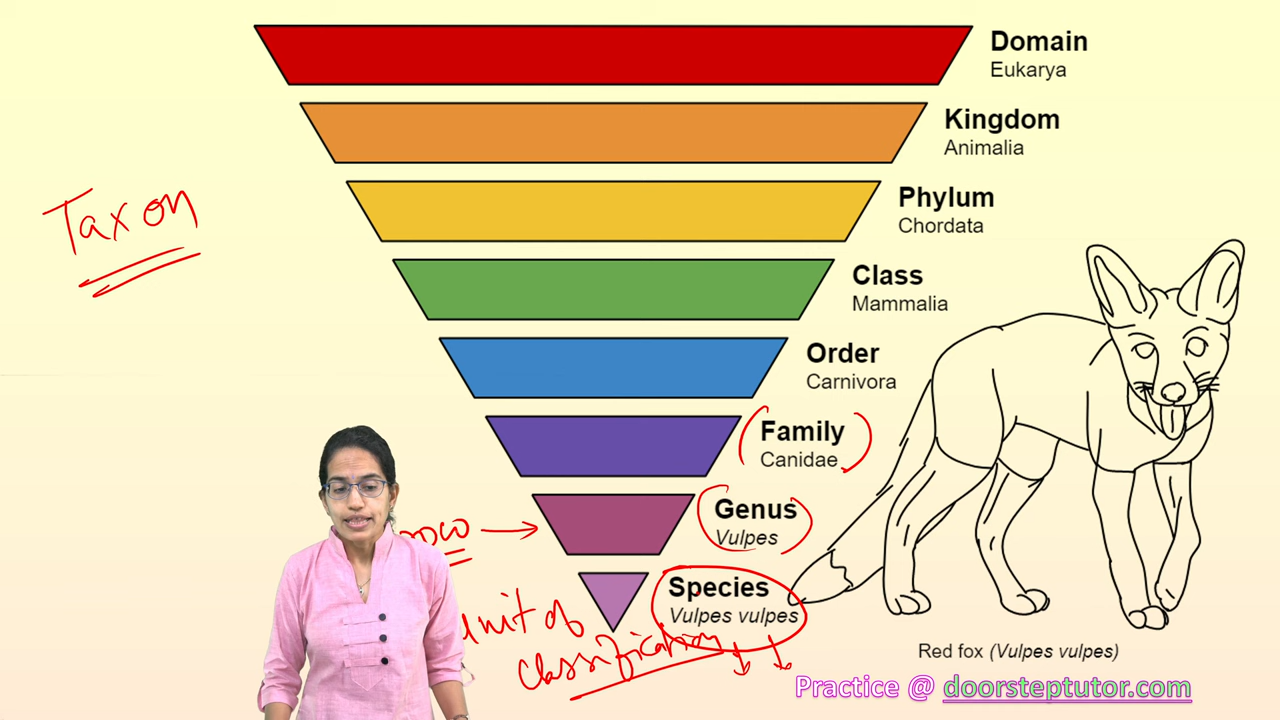 Domain
Eukarya
Kingdom
Animalia
Phylum
Chordata
Taxon
Class
Mammalia
Order
Carnivora
Family
Canidae
Genus
Vulpes
Species
Vulpes vulpes
unit of
classification
Red fox (Vulpes vulpes)
Practice @ doorsteptutor.com